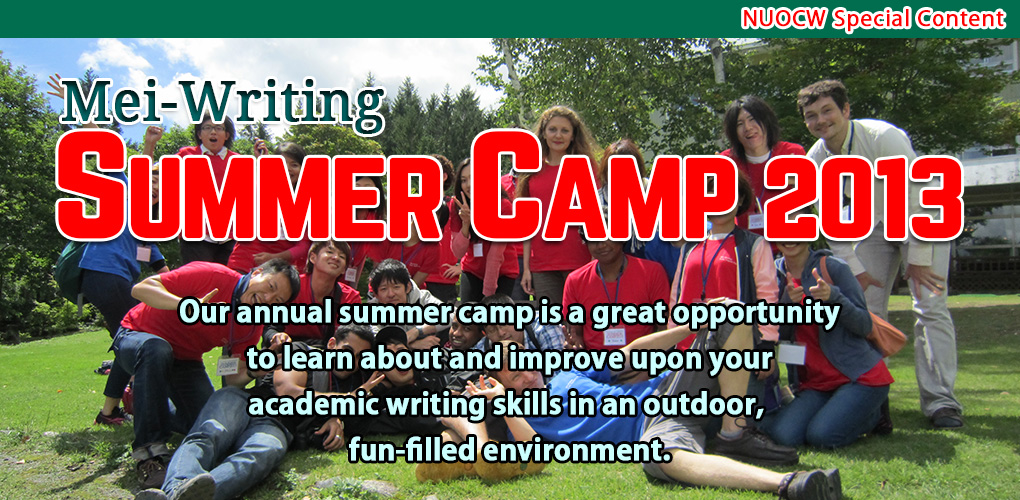 NUOCW Special Content
Mei-Writing
SUMMER CAMP 2013
Our annual summer camp is a great opportunity
to learn about and improve upon your
academic writing skills in an outdoor,
fun-filled environment.